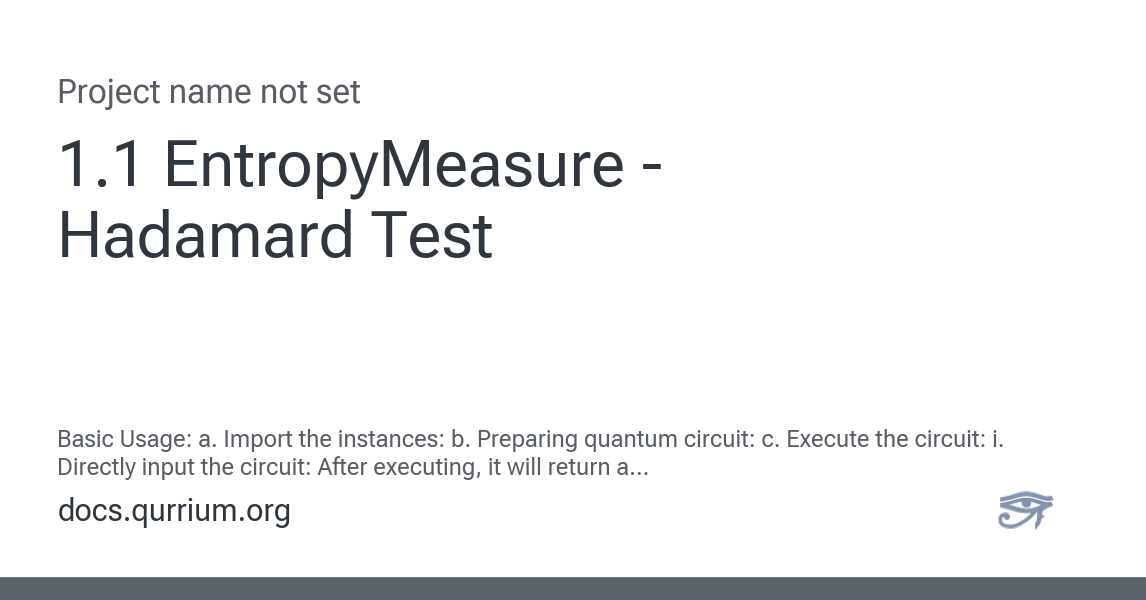 Project name not set
1.1 EntropyMeasure -
Hadamard Test
Basic Usage: a. Import the instances: b. Preparing quantum circuit: c. Execute the circuit: i.
Directly input the circuit: After executing, it will return a...
docs.qurrium.org